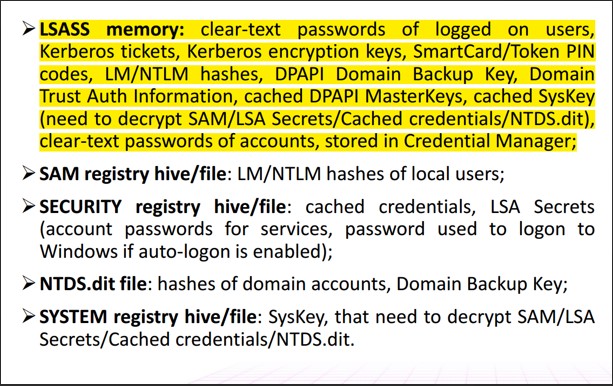 ➢ LSASS memory: clear-text passwords of logged on users,
Kerberos tickets, Kerberos encryption keys, SmartCard/Token PIN
codes, LM/NTLM hashes, DPAPI Domain Backup Key, Domain
Trust Auth Information, cached DPAPI MasterKeys, cached SysKey
(need to decrypt SAM/LSA Secrets/Cached credentials/NTDS.dit),
clear-text passwords of accounts, stored in Credential Manager;
➢ SAM registry hive/file: LM/NTLM hashes of local users;
➢ SECURITY registry hive/file: cached credentials, LSA Secrets
(account passwords for services, password used to logon to
Windows if auto-logon is enabled);
➢ NTDS.dit file: hashes of domain accounts, Domain Backup Key;
➢ SYSTEM registry hive/file: SysKey, that need to decrypt SAM/LSA
Secrets/Cached credentials/NTDS.dit.